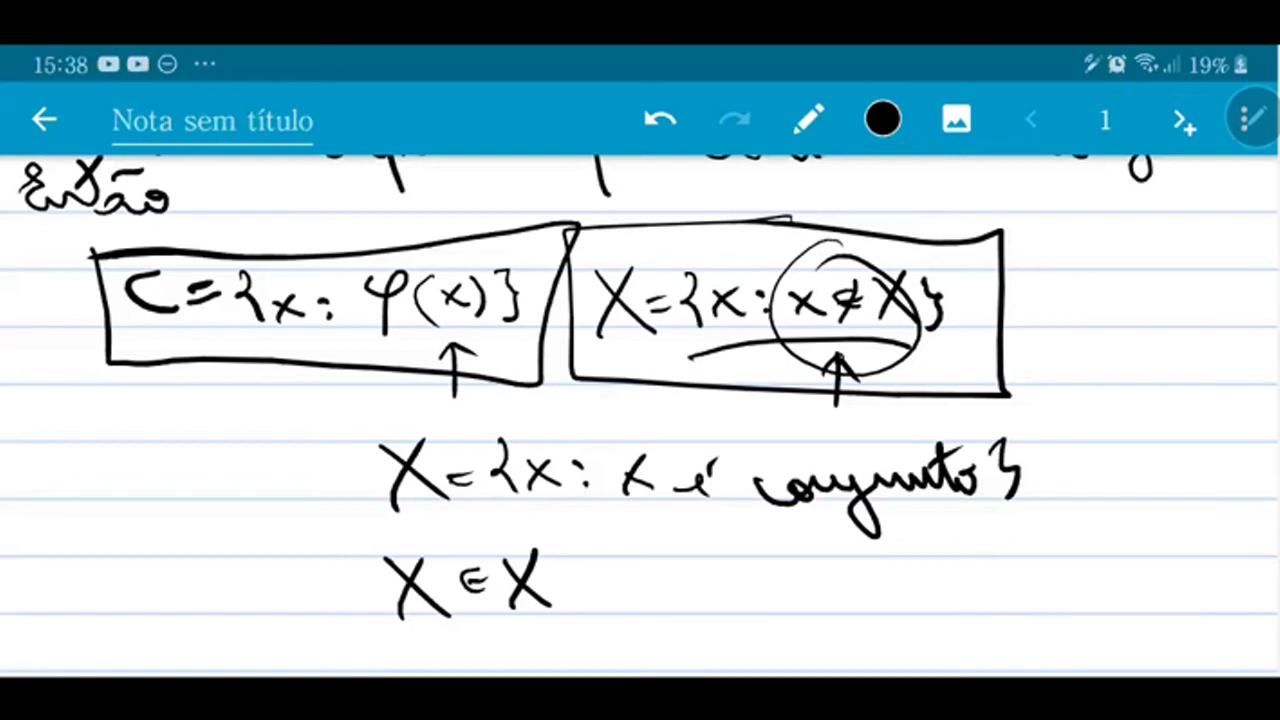 15:38 19%
Nota sem título 1
Então
C={x: φ(x)} X={x: x∉X}
X={x: x é conjunto}
X∈X